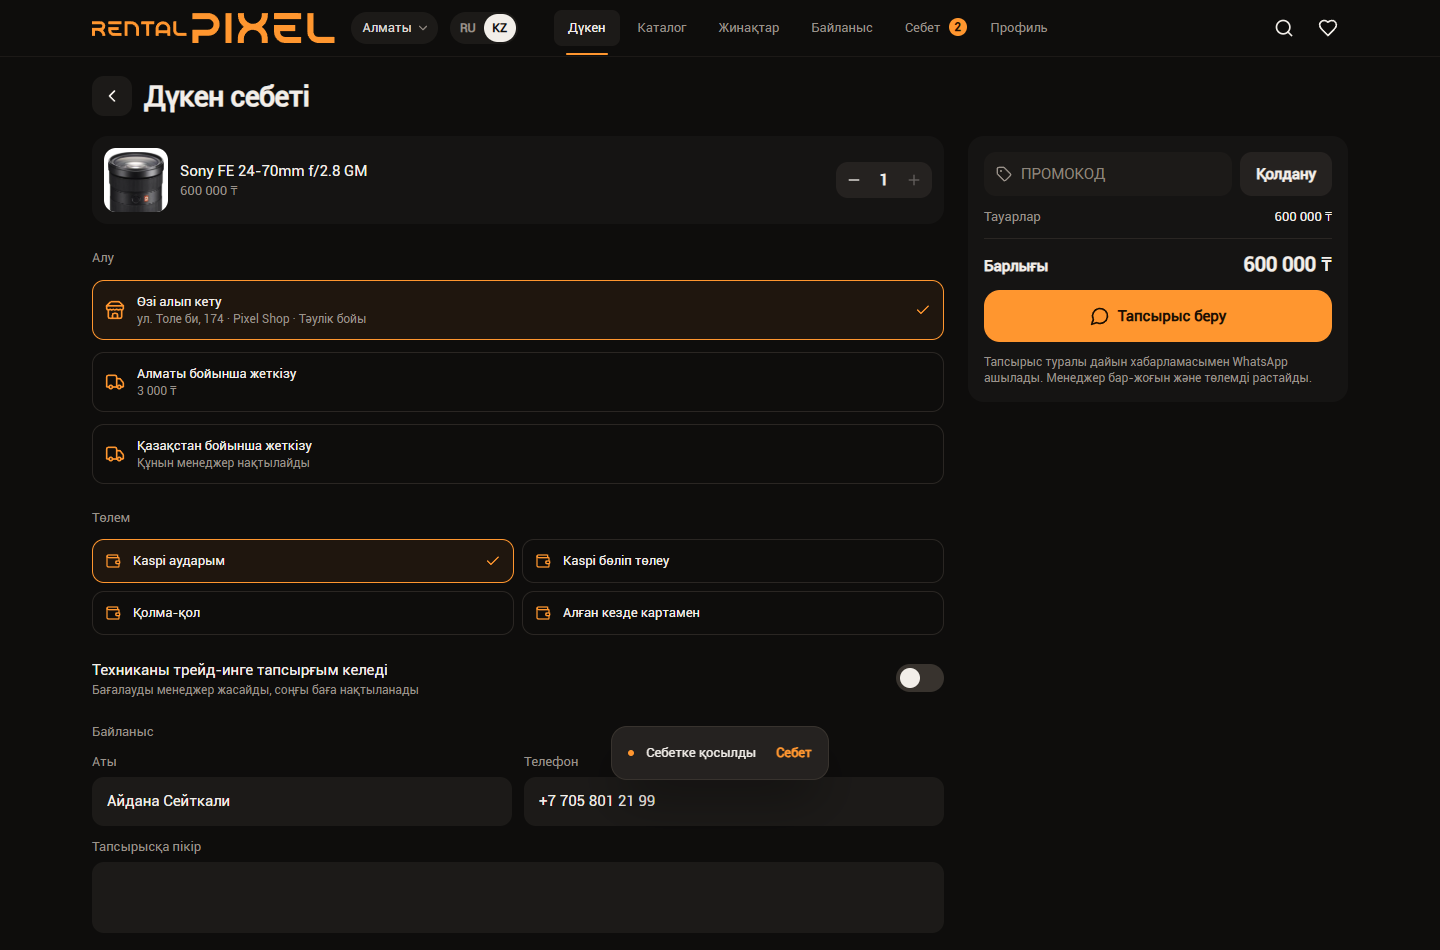 RENTAL PIXEL
Алматы
RU KZ
Дүкен
Каталог
Жинақтар
Байланыс
Себет 2
Профиль
Дүкен себеті
Sony FE 24-70mm f/2.8 GM
600 000 ₸
1
ПРОМОКОД
Қолдану
Тауарлар 600 000 ₸
Барлығы 600 000 ₸
Тапсырыс беру
Тапсырыс туралы дайын хабарламасымен WhatsApp
ашылады. Менеджер бар-жоғын және төлемді растайды.
Алу
Өзі алып кету
ул. Толе би, 174 · Pixel Shop · Тәулік бойы
Алматы бойынша жеткізу
3 000 ₸
Қазақстан бойынша жеткізу
Құнын менеджер нақтылайды
Төлем
Kaspi аударым
Kaspi бөліп төлеу
Қолма-қол
Алған кезде картамен
Техниканы трейд-инге тапсырғым келеді
Бағалауды менеджер жасайды, соңғы баға нақтыланады
Байланыс
Себетке қосылды Себет
Аты
Телефон
Айдана Сейткали
+7 705 801 21 99
Тапсырысқа пікір